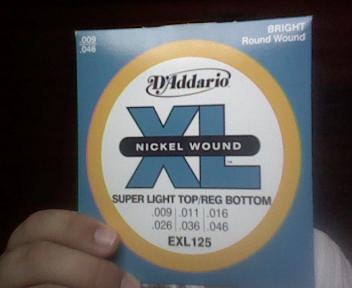 .009
.046
BRIGHT
Round Wound
D'Addario
XL
NICKEL WOUND
SUPER LIGHT TOP/REG BOTTOM
.009 .011 .016
.026 .036 .046
EXL125